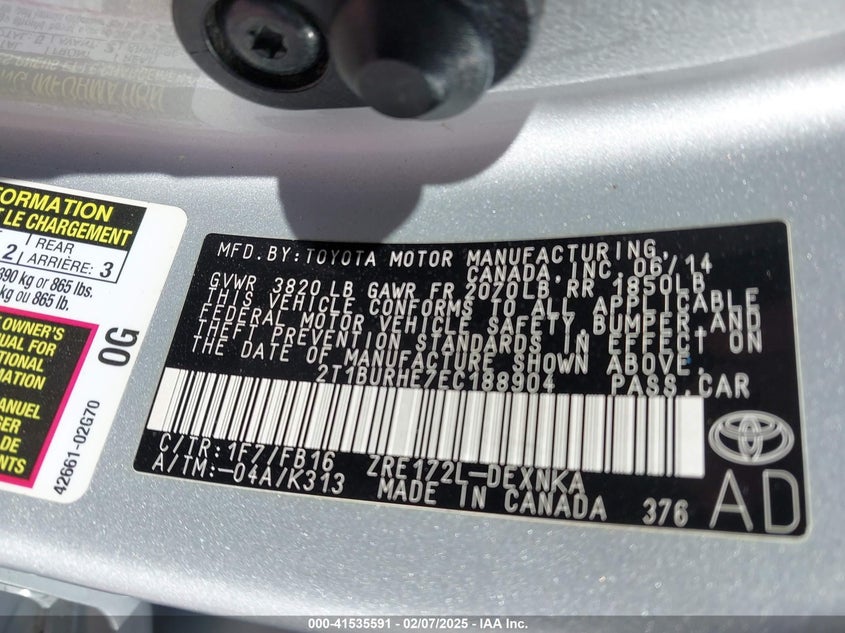 FORMATION
LE CHARGEMENT
2
REAR
ARRIÈRE: 3
390 kg or 865 lbs.
kg ou 865 lb.
OWNER'S
UAL FOR
TIONAL
MATION
ANUEL
DE
NTS
0G
42661-02G70
MFD.BY:TOYOTA MOTOR MANUFACTURING,
CANADA, INC. 06/14
GVWR 3820 LB GAWR FR 2070LB RR 1850LB
THIS VEHICLE CONFORMS TO ALL APPLICABLE
FEDERAL MOTOR VEHICLE SAFETY, BUMPER, AND
THEFT PREVENTION STANDARDS IN EFFECT ON
THE DATE OF MANUFACTURE SHOWN ABOVE.
2T1BURHE7EC188904 PASS.CAR
C/TR: 1F7/FB16 ZRE172L-DEXNKA
A/TM:-04A/K313 MADE IN CANADA 376
AD
000-41535591 - 02/07/2025 - IAA Inc.